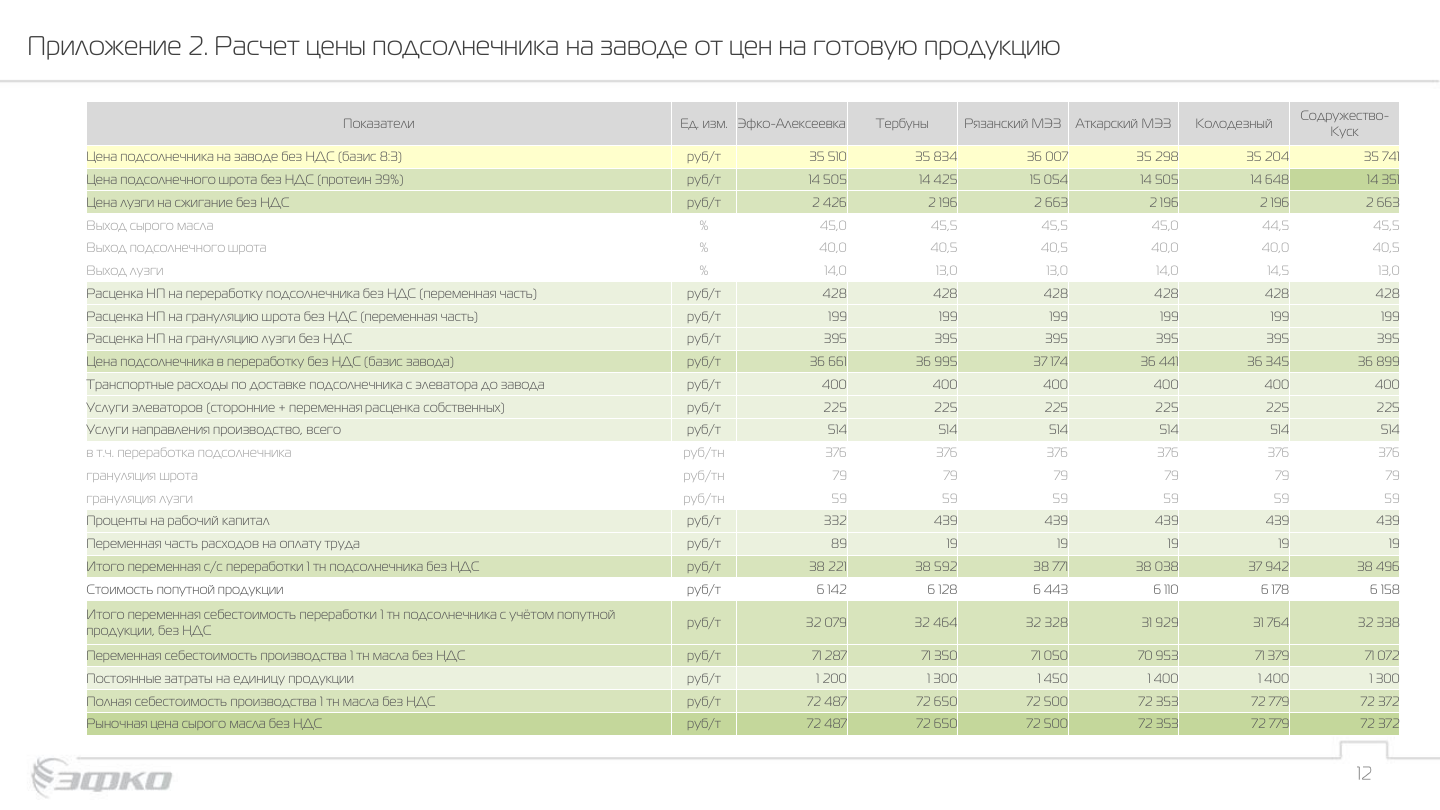 Приложение 2. Расчет цены подсолнечника на заводе от цен на готовую продукцию
Показатели Ед. изм. Эфко-Алексеевка Тербуны Рязанский МЭЗ Аткарский МЭЗ Колодезный Содружество-
Куск
Цена подсолнечника на заводе без НДС (базис 8:3) руб/т 35 510 35 834 36 007 35 298 35 204 35 741
Цена подсолнечного шрота без НДС (протеин 39%) руб/т 14 505 14 425 15 054 14 505 14 648 14 351
Цена лузги на сжигание без НДС руб/т 2 426 2 196 2 663 2 196 2 196 2 663
Выход сырого масла % 45,0 45,5 45,5 45,0 44,5 45,5
Выход подсолнечного шрота % 40,0 40,5 40,5 40,0 40,0 40,5
Выход лузги % 14,0 13,0 13,0 14,0 14,5 13,0
Расценка НП на переработку подсолнечника без НДС (переменная часть) руб/т 428 428 428 428 428 428
Расценка НП на грануляцию шрота без НДС (переменная часть) руб/т 199 199 199 199 199 199
Расценка НП на грануляцию лузги без НДС руб/т 395 395 395 395 395 395
Цена подсолнечника в переработку без НДС (базис завода) руб/т 36 661 36 995 37 174 36 441 36 345 36 899
Транспортные расходы по доставке подсолнечника с элеватора до завода руб/т 400 400 400 400 400 400
Услуги элеваторов (сторонние + переменная расценка собственных) руб/т 225 225 225 225 225 225
Услуги направления производство, всего руб/т 514 514 514 514 514 514
в т.ч. переработка подсолнечника руб/тн 376 376 376 376 376 376
грануляция шрота руб/тн 79 79 79 79 79 79
грануляция лузги руб/тн 59 59 59 59 59 59
Проценты на рабочий капитал руб/т 332 439 439 439 439 439
Переменная часть расходов на оплату труда руб/т 89 19 19 19 19 19
Итого переменная с/с переработки 1 тн подсолнечника без НДС руб/т 38 221 38 592 38 771 38 038 37 942 38 496
Стоимость попутной продукции руб/т 6 142 6 128 6 443 6 110 6 178 6 158
Итого переменная себестоимость переработки 1 тн подсолнечника с учётом попутной
продукции, без НДС руб/т 32 079 32 464 32 328 31 929 31 764 32 338
Переменная себестоимость производства 1 тн масла без НДС руб/т 71 287 71 350 71 050 70 953 71 379 71 072
Постоянные затраты на единицу продукции руб/т 1 200 1 300 1 450 1 400 1 400 1 300
Полная себестоимость производства 1 тн масла без НДС руб/т 72 487 72 650 72 500 72 353 72 779 72 372
Рыночная цена сырого масла без НДС руб/т 72 487 72 650 72 500 72 353 72 779 72 372
ЭФКО
12